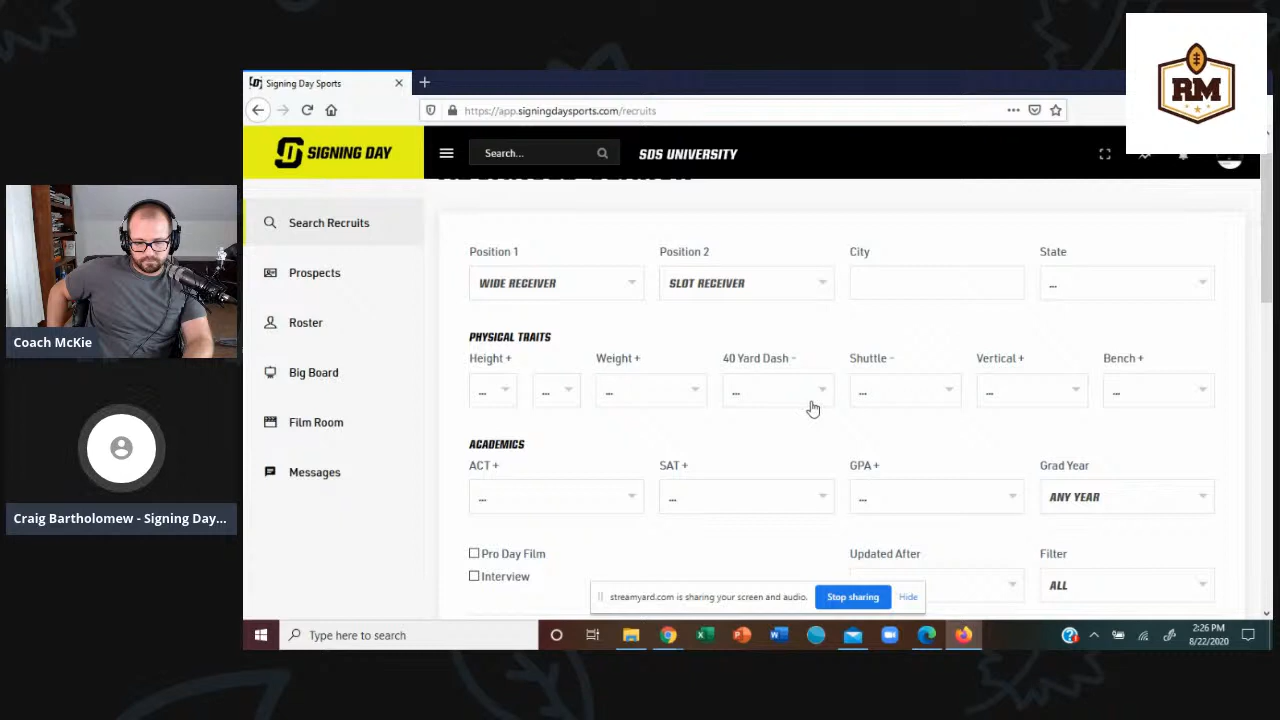 RM
Signing Day Sports
https://app.signingdaysports.com/recruits
SIGNING DAY
Search...
SDS UNIVERSITY
Search Recruits
Prospects
Roster
Big Board
Film Room
Messages
Position 1
Position 2
City
State
WIDE RECEIVER
SLOT RECEIVER
...
PHYSICAL TRAITS
Height +
Weight +
40 Yard Dash -
Shuttle -
Vertical +
Bench +
... ... ... ... ... ... ...
ACADEMICS
ACT +
SAT +
GPA +
Grad Year
... ... ... ANY YEAR
Pro Day Film
Interview
Updated After
Filter
ALL
streamyard.com is sharing your screen and audio.
Stop sharing
Hide
Type here to search
2:26 PM
8/22/2020
Coach McKie
Craig Bartholomew - Signing Day...